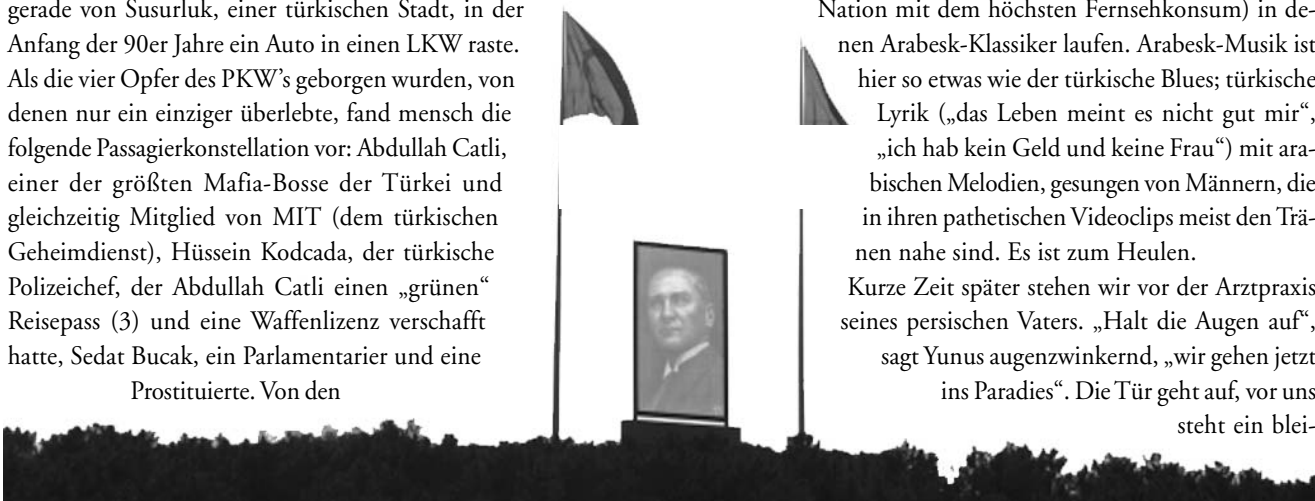 gerade von Susurluk, einer türkischen Stadt, in der
Anfang der 90er Jahre ein Auto in einen LKW raste.
Als die vier Opfer des PKW's geborgen wurden, von
denen nur ein einziger überlebte, fand mensch die
folgende Passagierkonstellation vor: Abdullah Catli,
einer der größten Mafia-Bosse der Türkei und
gleichzeitig Mitglied von MIT (dem türkischen
Geheimdienst), Hüssein Kodcada, der türkische
Polizeichef, der Abdullah Catli einen „grünen“
Reisepass (3) und eine Waffenlizenz verschafft
hatte, Sedat Bucak, ein Parlamentarier und eine
Prostituierte. Von den
Nation mit dem höchsten Fernsehkonsum) in de-
nen Arabesk-Klassiker laufen. Arabesk-Musik ist
hier so etwas wie der türkische Blues; türkische
Lyrik („das Leben meint es nicht gut mir“,
„ich hab kein Geld und keine Frau“) mit ara-
bischen Melodien, gesungen von Männern, die
in ihren pathetischen Videoclips meist den Trä-
nen nahe sind. Es ist zum Heulen.
Kurze Zeit später stehen wir vor der Arztpraxis
seines persischen Vaters. „Halt die Augen auf“,
sagt Yunus augenzwinkernd, „wir gehen jetzt
ins Paradies“. Die Tür geht auf, vor uns
steht ein blei-